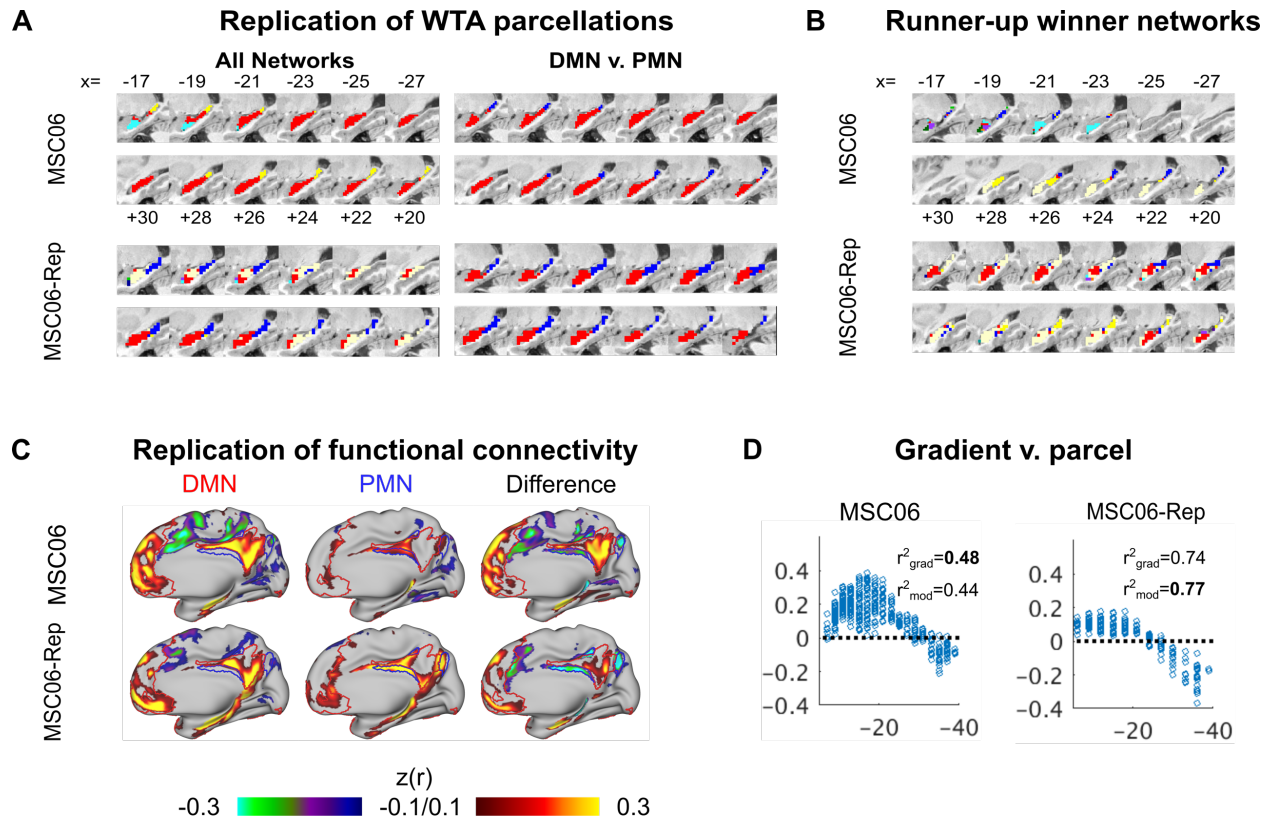 A
Replication of WTA parcellations
All Networks
DMN v. PMN
x= -17 -19 -21 -23 -25 -27
MSC06
+30 +28 +26 +24 +22 +20
MSC06-Rep
B
Runner-up winner networks
x= -17 -19 -21 -23 -25 -27
MSC06
+30 +28 +26 +24 +22 +20
MSC06-Rep
C
Replication of functional connectivity
DMN PMN Difference
MSC06
MSC06-Rep
z(r)
-0.3 -0.1/0.1 0.3
D
Gradient v. parcel
MSC06
r²grad=0.48
r²mod=0.44
0.4
0.2
0
-0.2
-0.4
-20 -40
MSC06-Rep
r²grad=0.74
r²mod=0.77
0.4
0.2
0
-0.2
-0.4
-20 -40